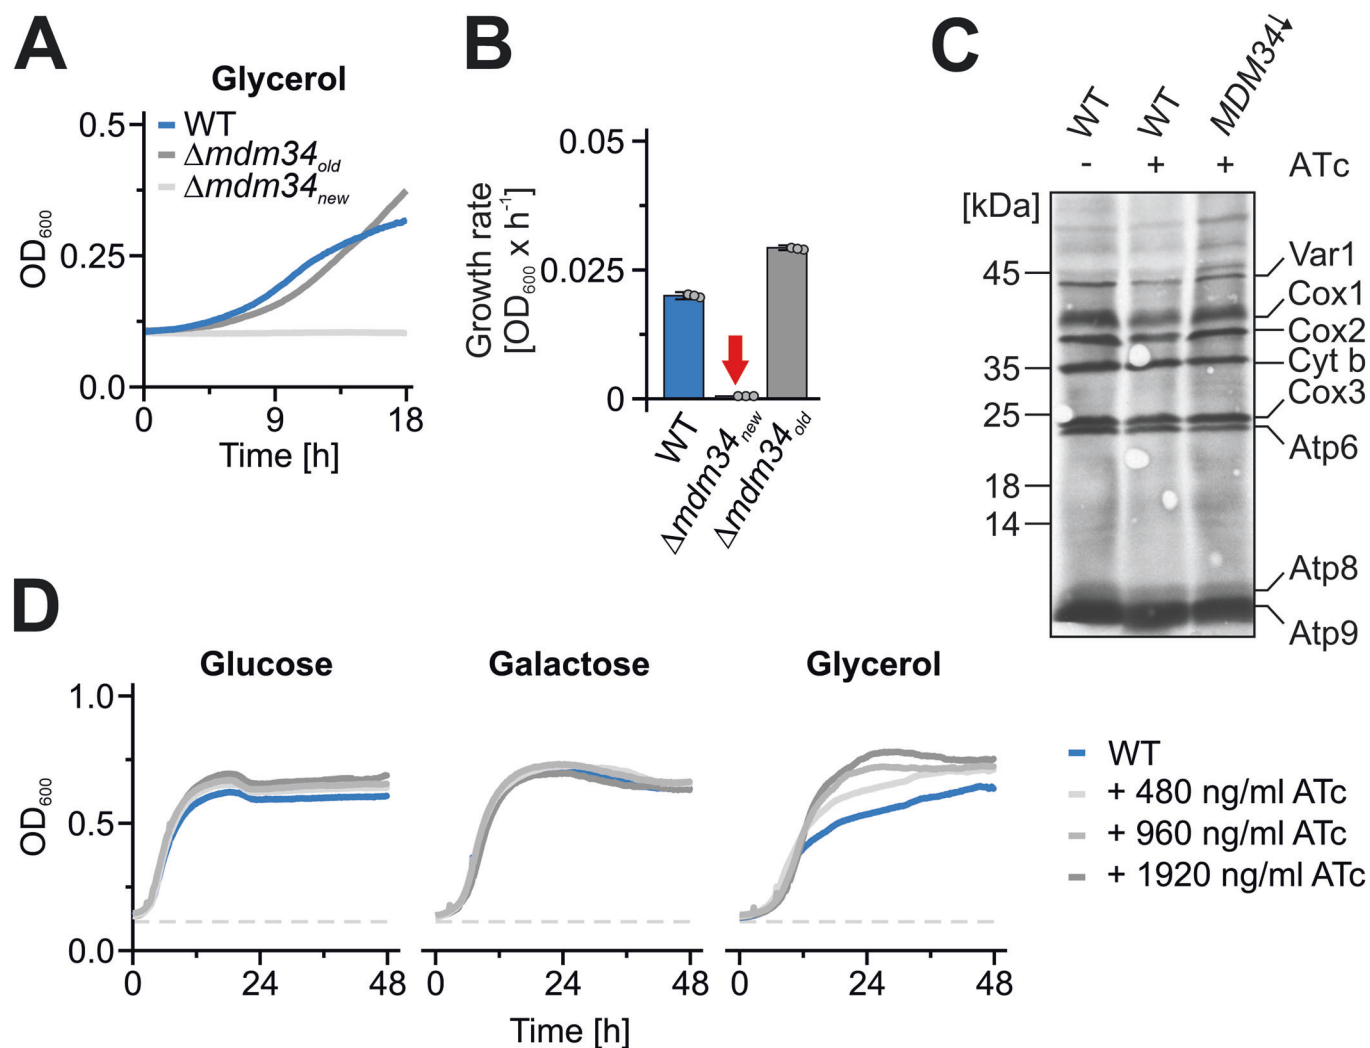 A
Glycerol
0.5
0.25
0.0
OD600
WT
Δmdm34old
Δmdm34new
0
9
18
Time [h]
B
Growth rate
[OD600 x h-1]
0.05
0.025
0
WT
Δmdm34new
Δmdm34old
C
WT
WT
MDM34↓
-
+
+
ATc
[kDa]
45
35
25
18
14
Var1
Cox1
Cox2
Cyt b
Cox3
Atp6
Atp8
Atp9
D
Glucose
Galactose
Glycerol
1.0
0.5
0.0
OD600
0
24
48
0
24
48
0
24
48
Time [h]
WT
+ 480 ng/ml ATc
+ 960 ng/ml ATc
+ 1920 ng/ml ATc